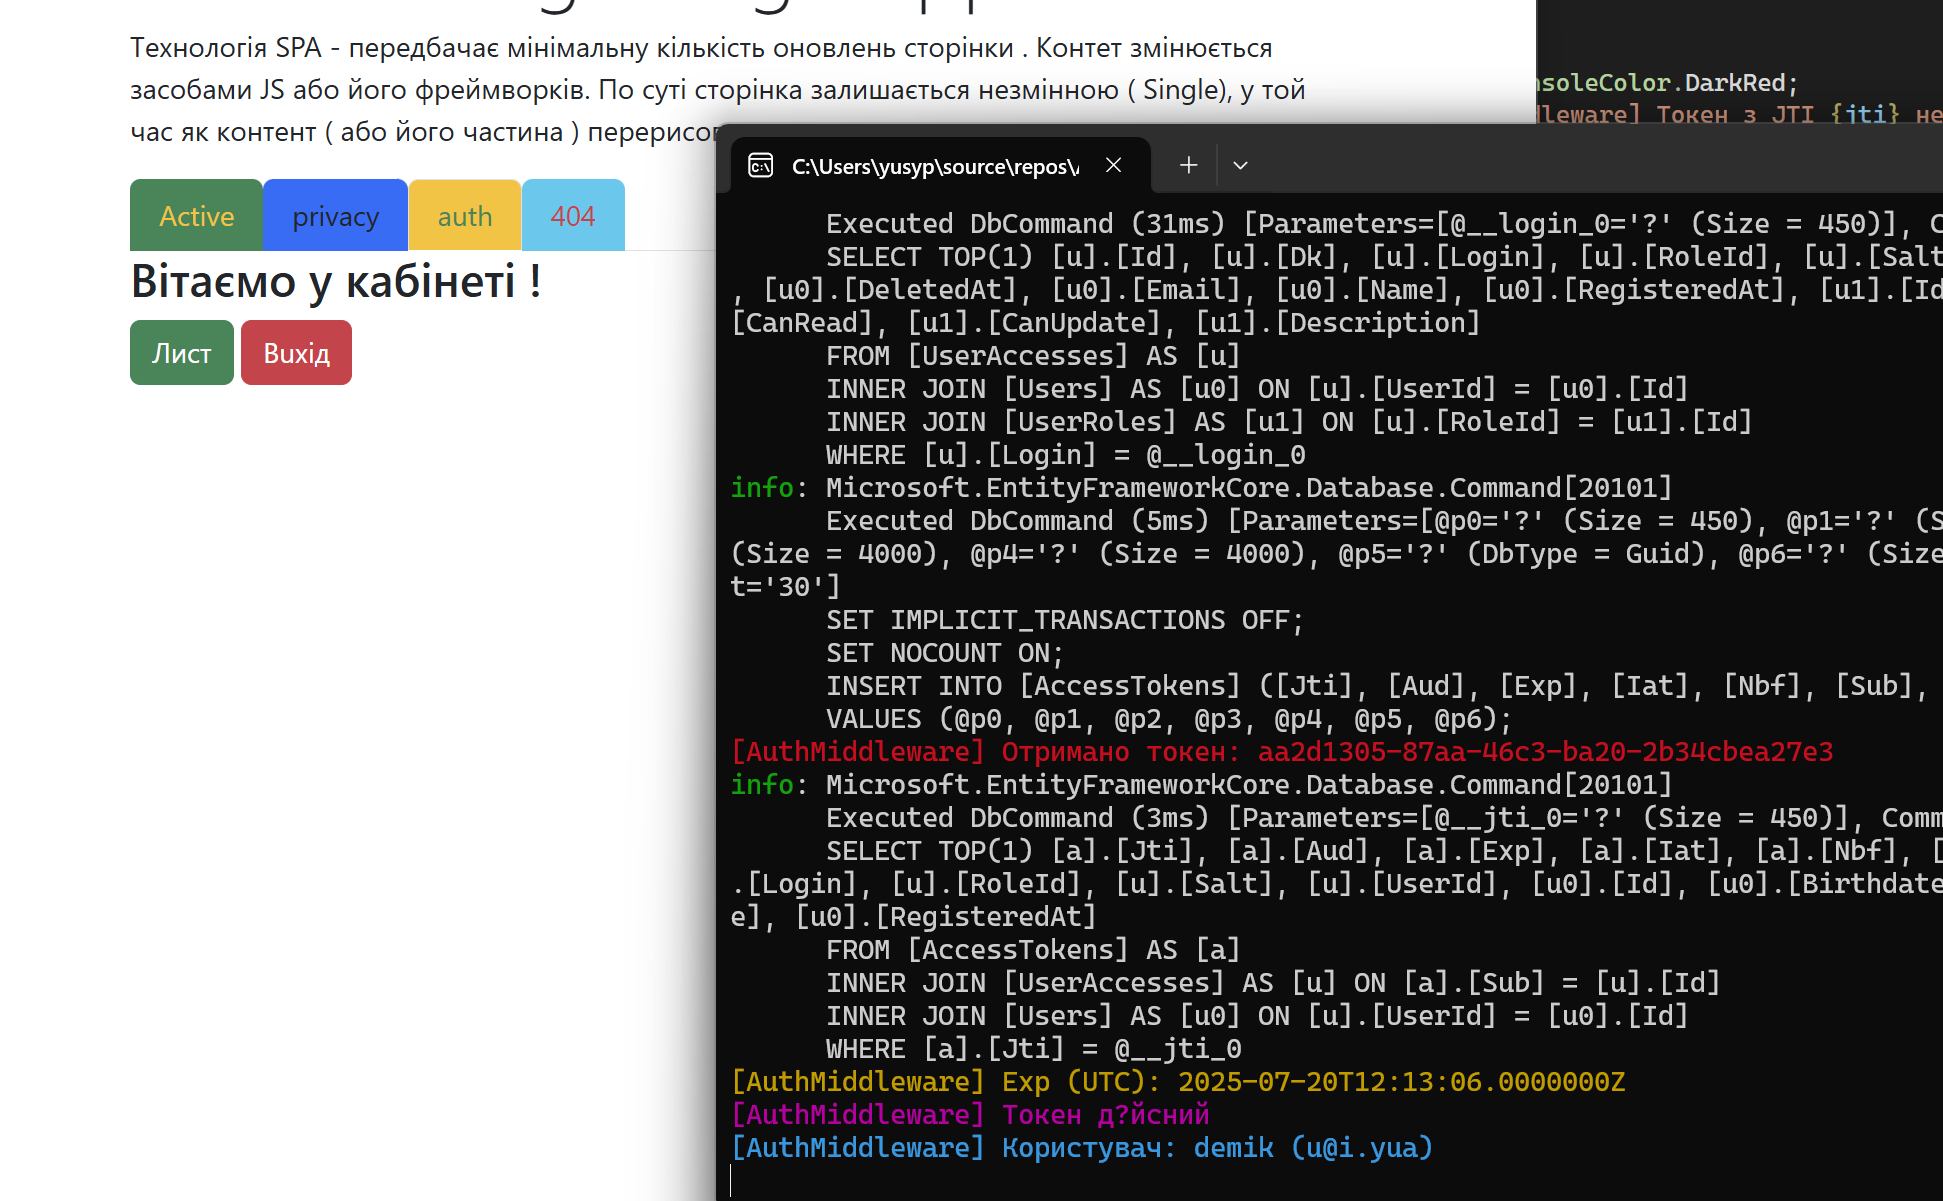 Технологія SPA - передбачає мінімальну кількість оновлень сторінки . Контет змінюється
засобами JS або його фреймворків. По суті сторінка залишається незмінною ( Single), у той
час як контент ( або його частина )
Active privacy auth 404
Вітаємо у кабінеті !
Лист Вихід
.DarkRed;
] Токен з JTI {jti}
C:\Users\yusyp\source\repos\
Executed DbCommand (31ms) [Parameters=[@__login_0='?' (Size = 450)],
SELECT TOP(1) [u].[Id], [u].[Dk], [u].[Login], [u].[RoleId], [u].[Salt
, [u0].[DeletedAt], [u0].[Email], [u0].[Name], [u0].[RegisteredAt], [u1].[Id
[CanRead], [u1].[CanUpdate], [u1].[Description]
FROM [UserAccesses] AS [u]
INNER JOIN [Users] AS [u0] ON [u].[UserId] = [u0].[Id]
INNER JOIN [UserRoles] AS [u1] ON [u].[RoleId] = [u1].[Id]
WHERE [u].[Login] = @__login_0
info: Microsoft.EntityFrameworkCore.Database.Command[20101]
Executed DbCommand (5ms) [Parameters=[@p0='?' (Size = 450), @p1='?' (S
(Size = 4000), @p4='?' (Size = 4000), @p5='?' (DbType = Guid), @p6='?' (Size
t='30']
SET IMPLICIT_TRANSACTIONS OFF;
SET NOCOUNT ON;
INSERT INTO [AccessTokens] ([Jti], [Aud], [Exp], [Iat], [Nbf], [Sub],
VALUES (@p0, @p1, @p2, @p3, @p4, @p5, @p6);
[AuthMiddleware] Отримано токен: aa2d1305-87aa-46c3-ba20-2b34cbea27e3
info: Microsoft.EntityFrameworkCore.Database.Command[20101]
Executed DbCommand (3ms) [Parameters=[@__jti_0='?' (Size = 450)], Comm
SELECT TOP(1) [a].[Jti], [a].[Aud], [a].[Exp], [a].[Iat], [a].[Nbf], [
.[Login], [u].[RoleId], [u].[Salt], [u].[UserId], [u0].[Id], [u0].[Birthdate
e], [u0].[RegisteredAt]
FROM [AccessTokens] AS [a]
INNER JOIN [UserAccesses] AS [u] ON [a].[Sub] = [u].[Id]
INNER JOIN [Users] AS [u0] ON [u].[UserId] = [u0].[Id]
WHERE [a].[Jti] = @__jti_0
[AuthMiddleware] Exp (UTC): 2025-07-20T12:13:06.0000000Z
[AuthMiddleware] Токен д?йсний
[AuthMiddleware] Користувач: demik (u@i.yua)